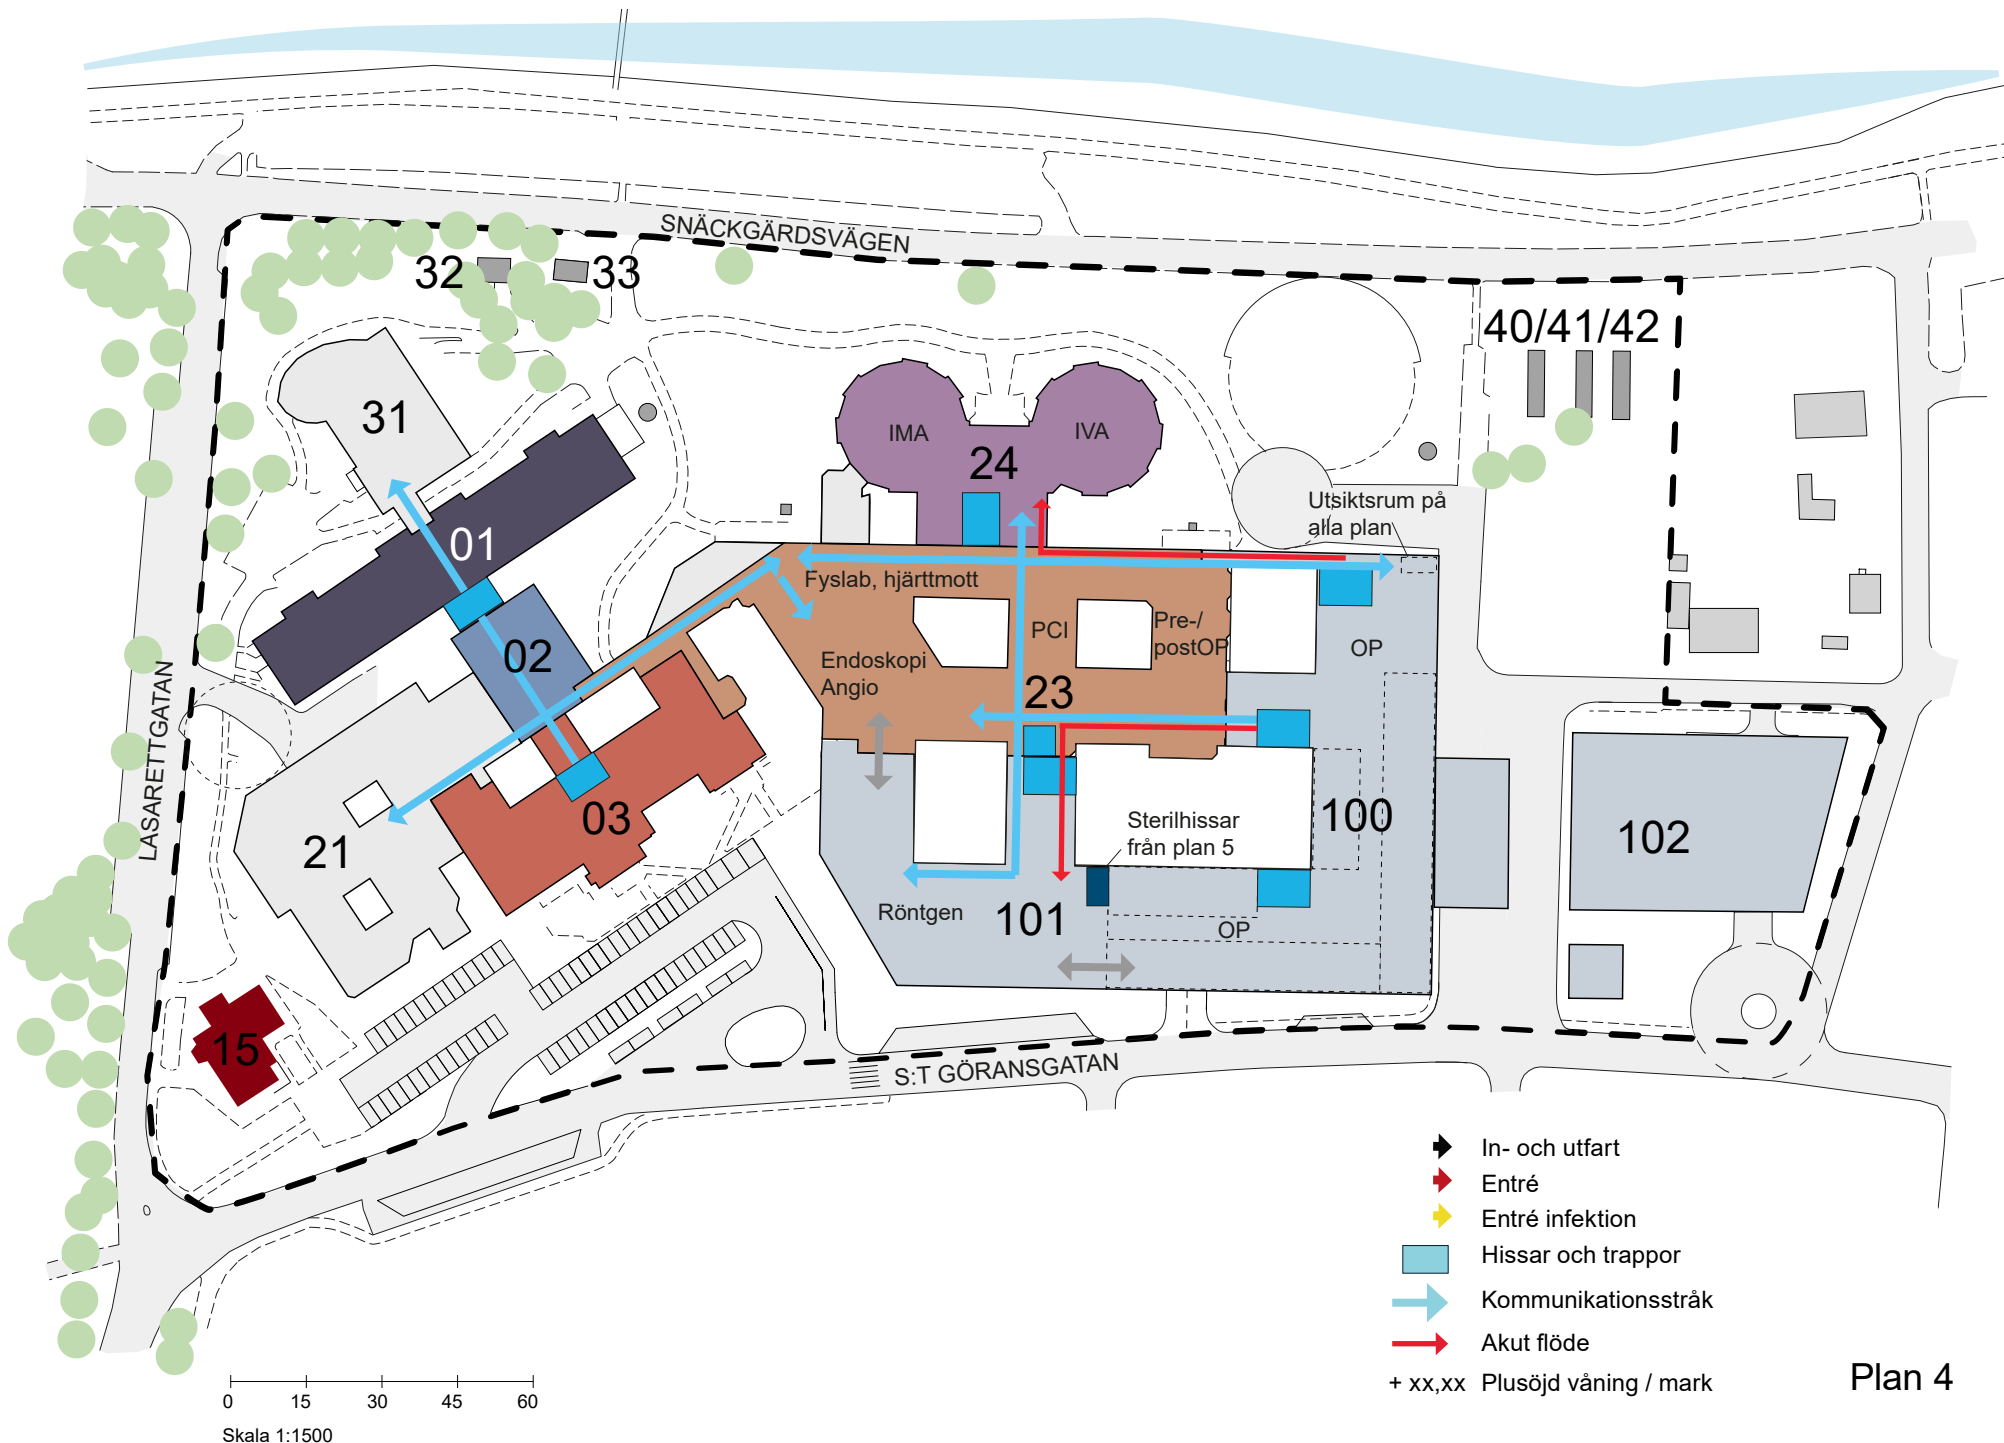 SNÄCKGÄRDSVÄGEN
32
33
40/41/42
31
IMA
IVA
24
Utsiktsrum på
alla plan
01
Fyslab, hjärttmott
PCI
Pre-/
postOP
OP
02
Endoskopi
Angio
23
LASARETTGATAN
03
Sterilhissar
från plan 5
100
102
21
Röntgen
101
OP
15
S:T GÖRANSGATAN
In- och utfart
Entré
Entré infektion
Hissar och trappor
Kommunikationsstråk
Akut flöde
+ xx,xx Plusöjd våning / mark
Plan 4
0 15 30 45 60
Skala 1:1500